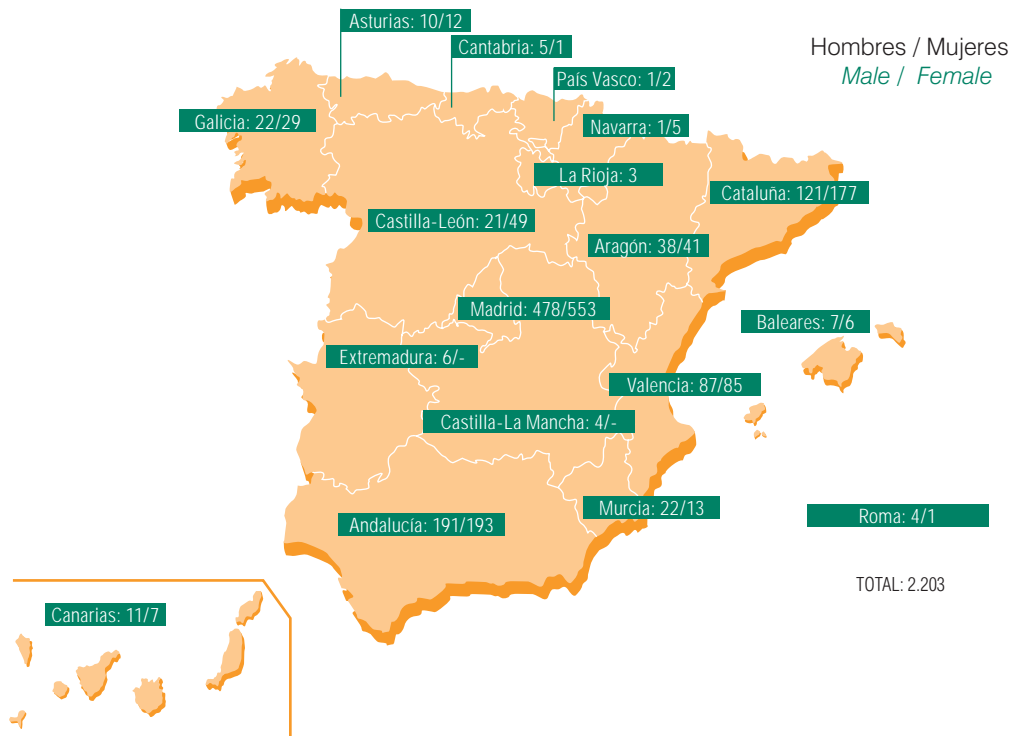 Asturias: 10/12
Cantabria: 5/1
Hombres / Mujeres
Male / Female
País Vasco: 1/2
Galicia: 22/29
Navarra: 1/5
La Rioja: 3
Cataluña: 121/177
Castilla-León: 21/49
Aragón: 38/41
Madrid: 478/553
Baleares: 7/6
Extremadura: 6/-
Valencia: 87/85
Castilla-La Mancha: 4/-
Murcia: 22/13
Roma: 4/1
Andalucía: 191/193
TOTAL: 2.203
Canarias: 11/7